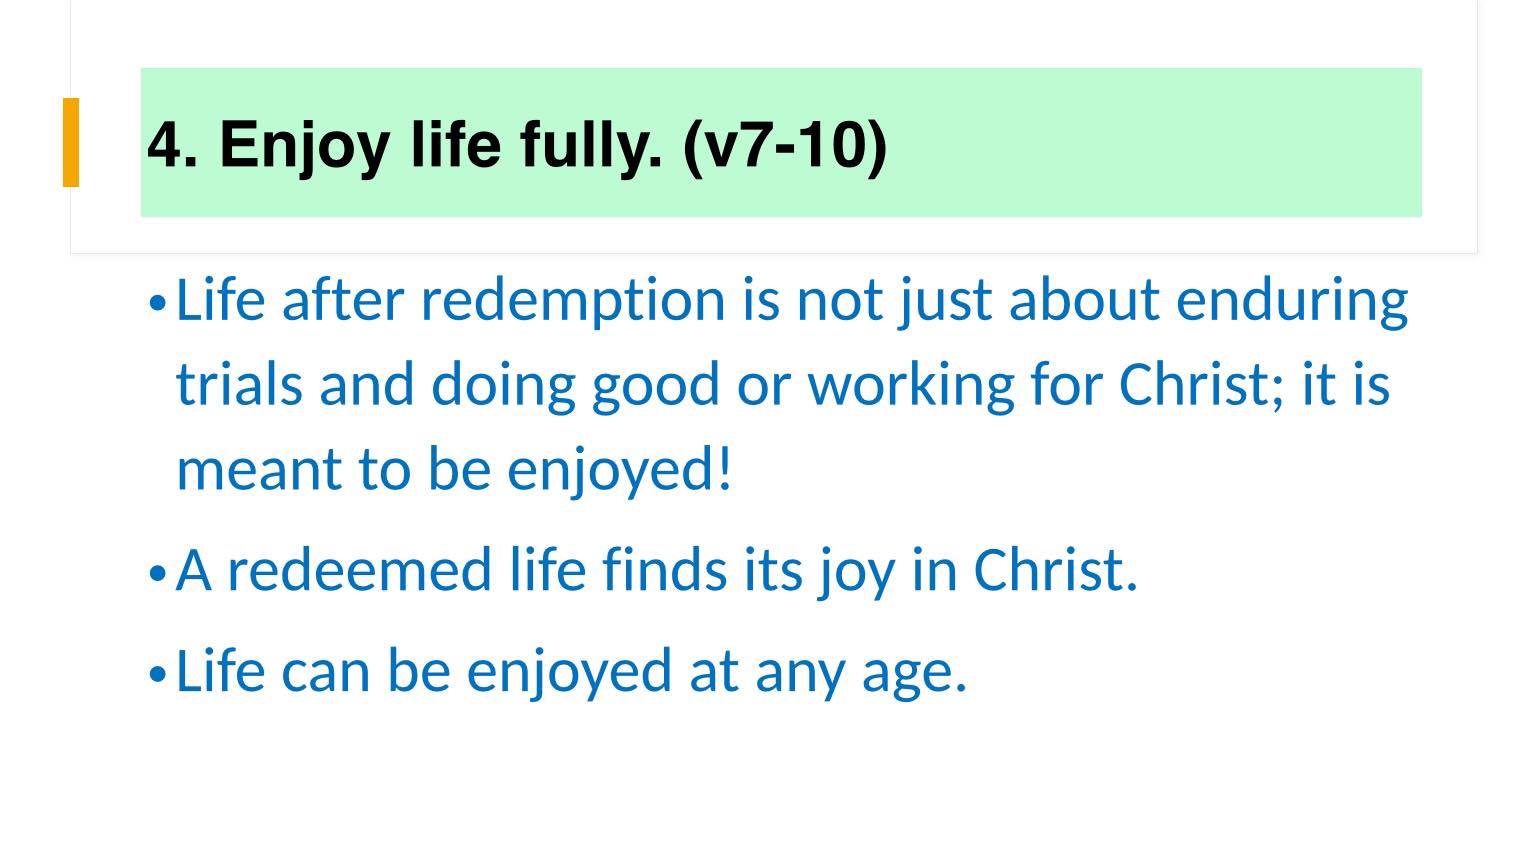 4. Enjoy life fully. (v7-10)
•Life after redemption is not just about enduring
trials and doing good or working for Christ; it is
meant to be enjoyed!
•A redeemed life finds its joy in Christ.
•Life can be enjoyed at any age.